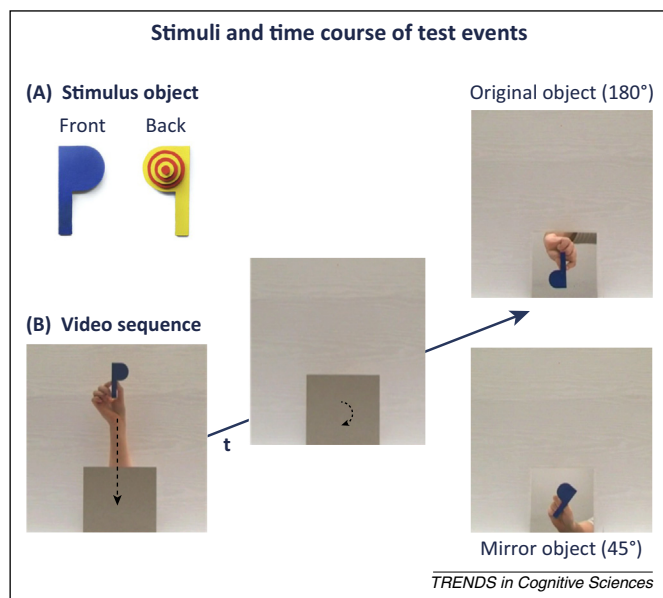 Stimuli and time course of test events
(A) Stimulus object
Front Back
Original object (180°)
(B) Video sequence
t
Mirror object (45°)
TRENDS in Cognitive Sciences